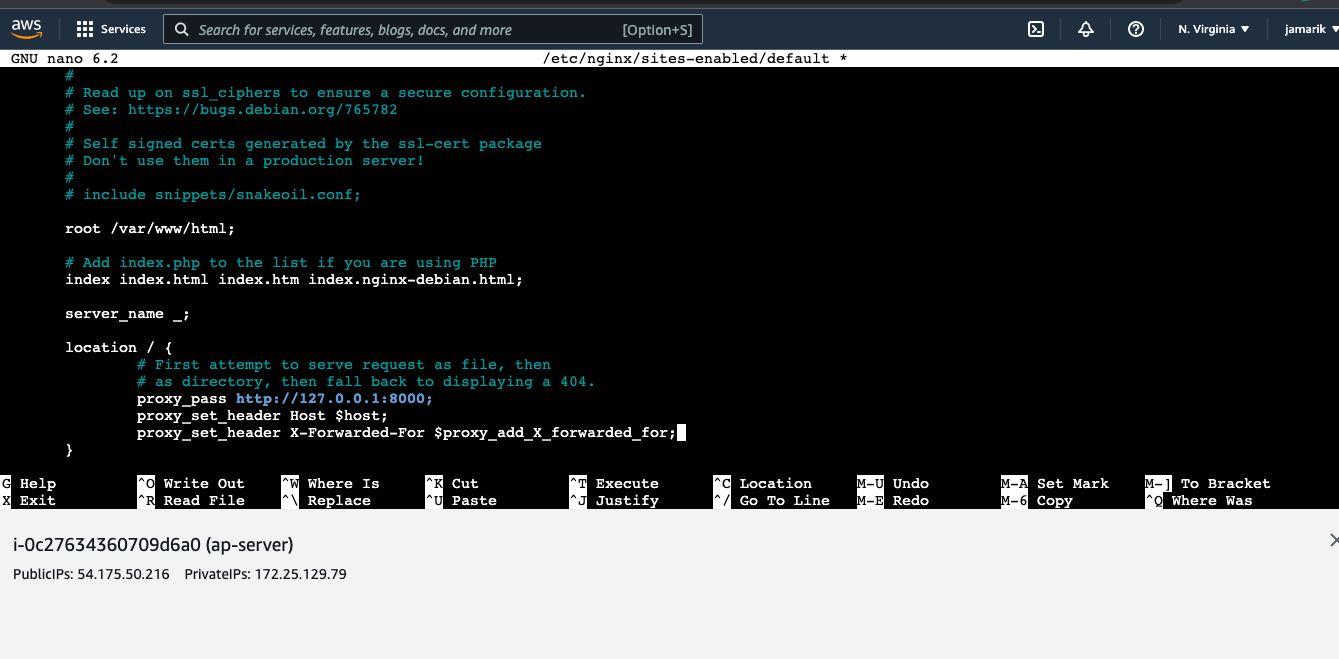 aws
Services
Search for services, features, blogs, docs, and more [Option+S]
N. Virginia ▼
jamarik ▼
GNU nano 6.2 /etc/nginx/sites-enabled/default *
#
# Read up on ssl_ciphers to ensure a secure configuration.
# See: https://bugs.debian.org/765782
#
# Self signed certs generated by the ssl-cert package
# Don't use them in a production server!
#
# include snippets/snakeoil.conf;
root /var/www/html;
# Add index.php to the list if you are using PHP
index index.html index.htm index.nginx-debian.html;
server_name _;
location / {
# First attempt to serve request as file, then
# as directory, then fall back to displaying a 404.
proxy_pass http://127.0.0.1:8000;
proxy_set_header Host $host;
proxy_set_header X-Forwarded-For $proxy_add_X_forwarded_for;
}
G Help ^O Write Out ^W Where Is ^K Cut ^T Execute ^C Location M-U Undo M-A Set Mark M-] To Bracket
X Exit ^R Read File ^\ Replace ^U Paste ^J Justify ^/ Go To Line M-E Redo M-6 Copy ^Q Where Was
i-0c27634360709d6a0 (ap-server)
PublicIPs: 54.175.50.216 PrivateIPs: 172.25.129.79